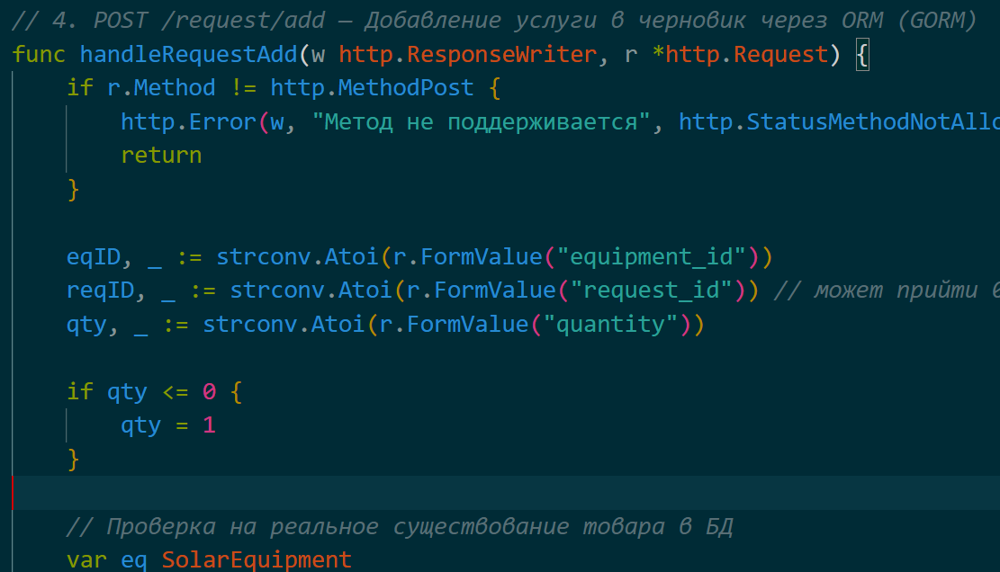 // 4. POST /request/add — Добавление услуги в черновик через ORM (GORM)
func handleRequestAdd(w http.ResponseWriter, r *http.Request) {
if r.Method != http.MethodPost {
http.Error(w, "Метод не поддерживается", http.StatusMethodNotAllo
return
}
eqID, _ := strconv.Atoi(r.FormValue("equipment_id"))
reqID, _ := strconv.Atoi(r.FormValue("request_id")) // может прийти
qty, _ := strconv.Atoi(r.FormValue("quantity"))
if qty <= 0 {
qty = 1
}
// Проверка на реальное существование товара в БД
var eq SolarEquipment